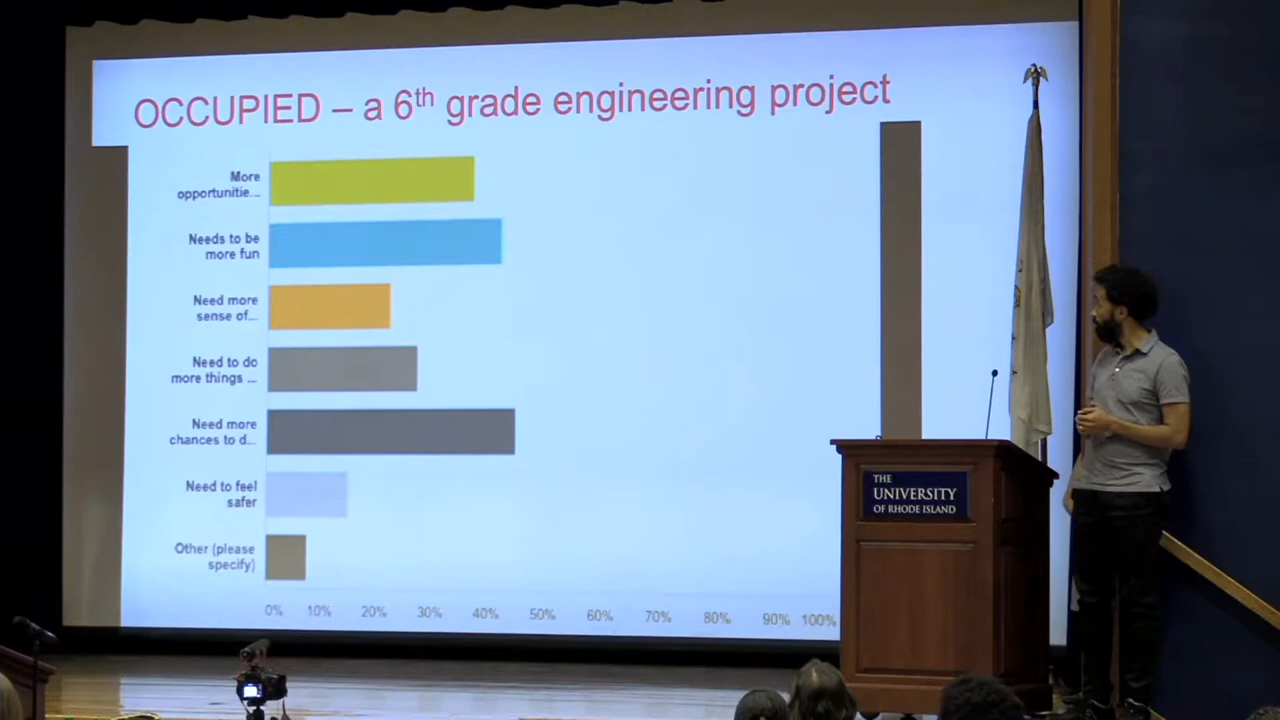 OCCUPIED – a 6th grade engineering project
More
opportunitie...
Needs to be
more fun
Need more
sense of...
Need to do
more things ...
Need more
chances to d...
Need to feel
safer
Other (please
specify)
0% 10% 20% 30% 40% 50% 60% 70% 80% 90% 100%
THE
UNIVERSITY
OF RHODE ISLAND